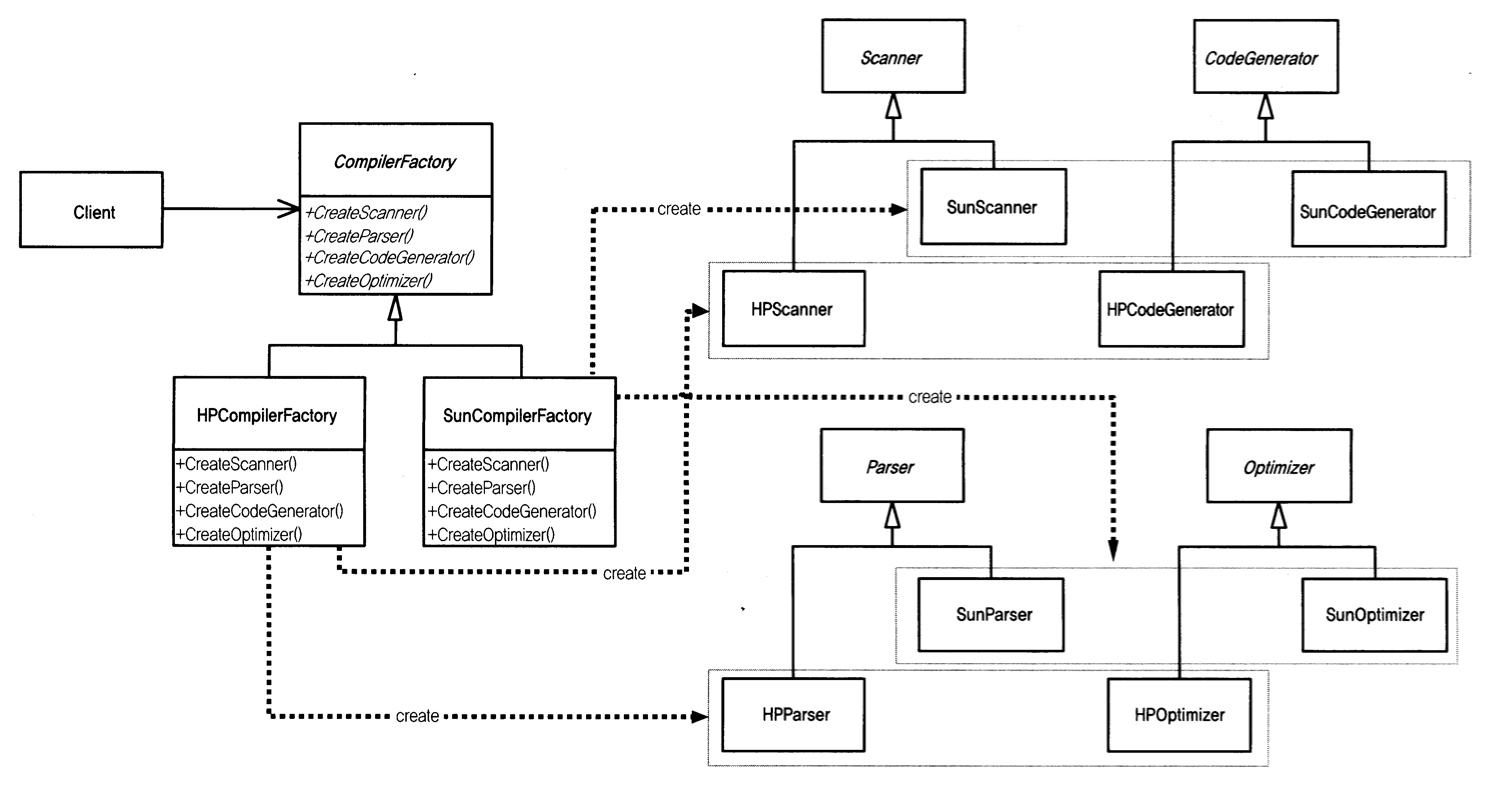 Scanner
CodeGenerator
CompilerFactory
+CreateScanner()
+CreateParser()
+CreateCodeGenerator()
+CreateOptimizer()
Client
create
SunScanner
SunCodeGenerator
HPScanner
HPCodeGenerator
HPCompilerFactory
+CreateScanner()
+CreateParser()
+CreateCodeGenerator()
+CreateOptimizer()
SunCompilerFactory
+CreateScanner()
+CreateParser()
+CreateCodeGenerator()
+CreateOptimizer()
create
create
Parser
Optimizer
SunParser
SunOptimizer
create
HPParser
HPOptimizer